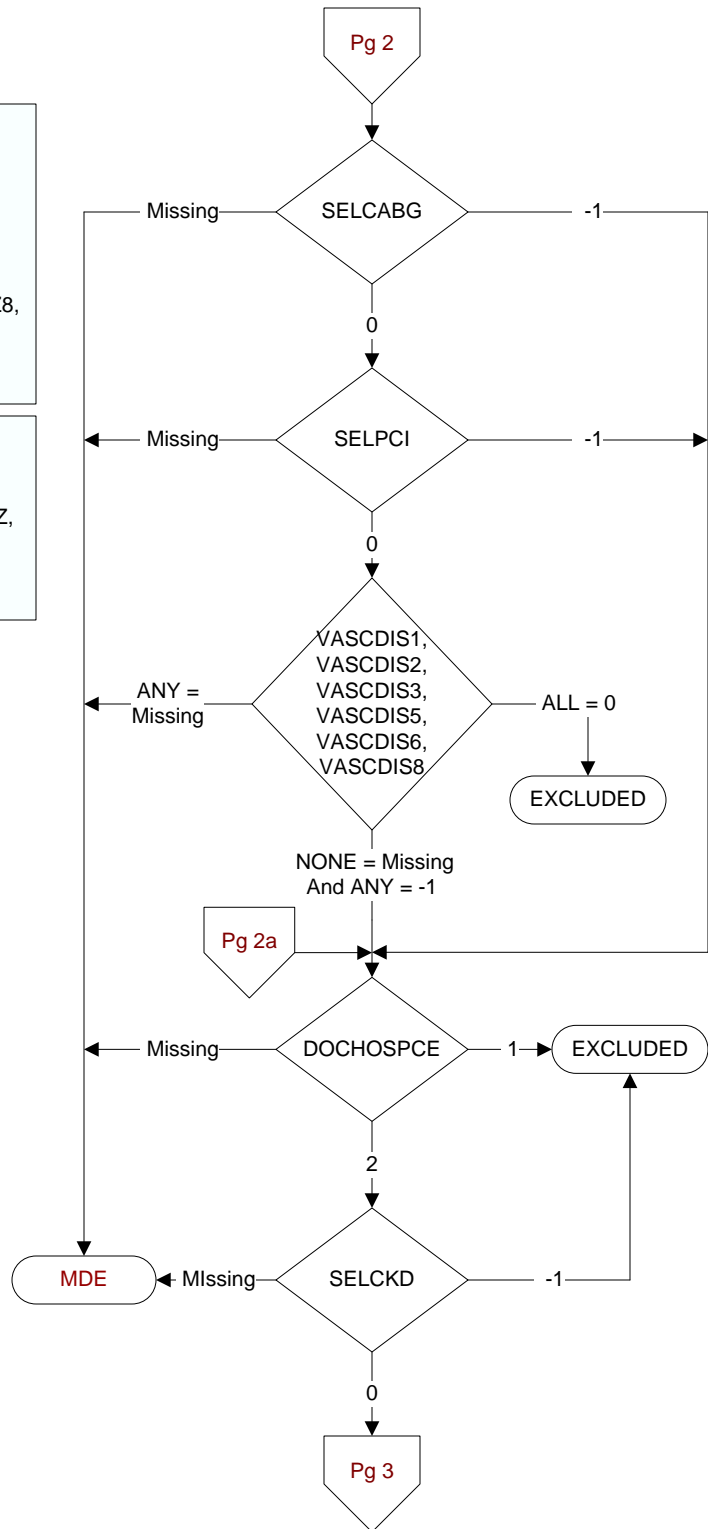 Pg 2
Missing
SELCABG
-1
0
Missing
SELPCI
-1
0
VASCDIS1,
VASCDIS2,
VASCDIS3,
VASCDIS5,
VASCDIS6,
VASCDIS8
ANY =
Missing
ALL = 0
EXCLUDED
NONE = Missing
And ANY = -1
Pg 2a
Missing
DOCHOSPCE
1
EXCLUDED
2
MDE
MIssing
SELCKD
-1
0
Pg 3